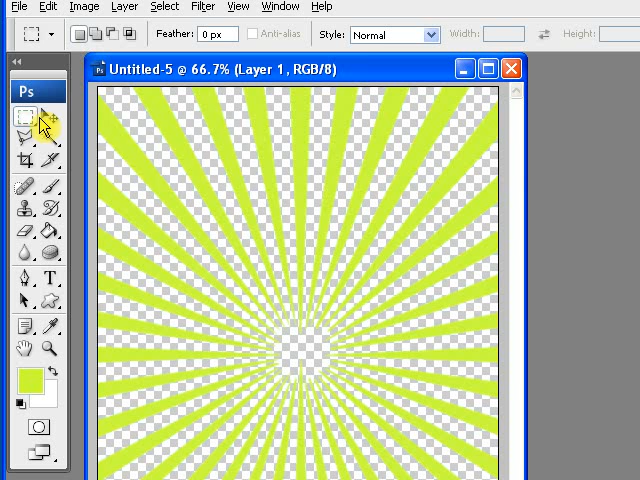 File Edit Image Layer Select Filter View Window Help
Feather: 0 px Anti-alias Style: Normal Width: Height:
Untitled-5 @ 66.7% (Layer 1, RGB/8)
Ps
T